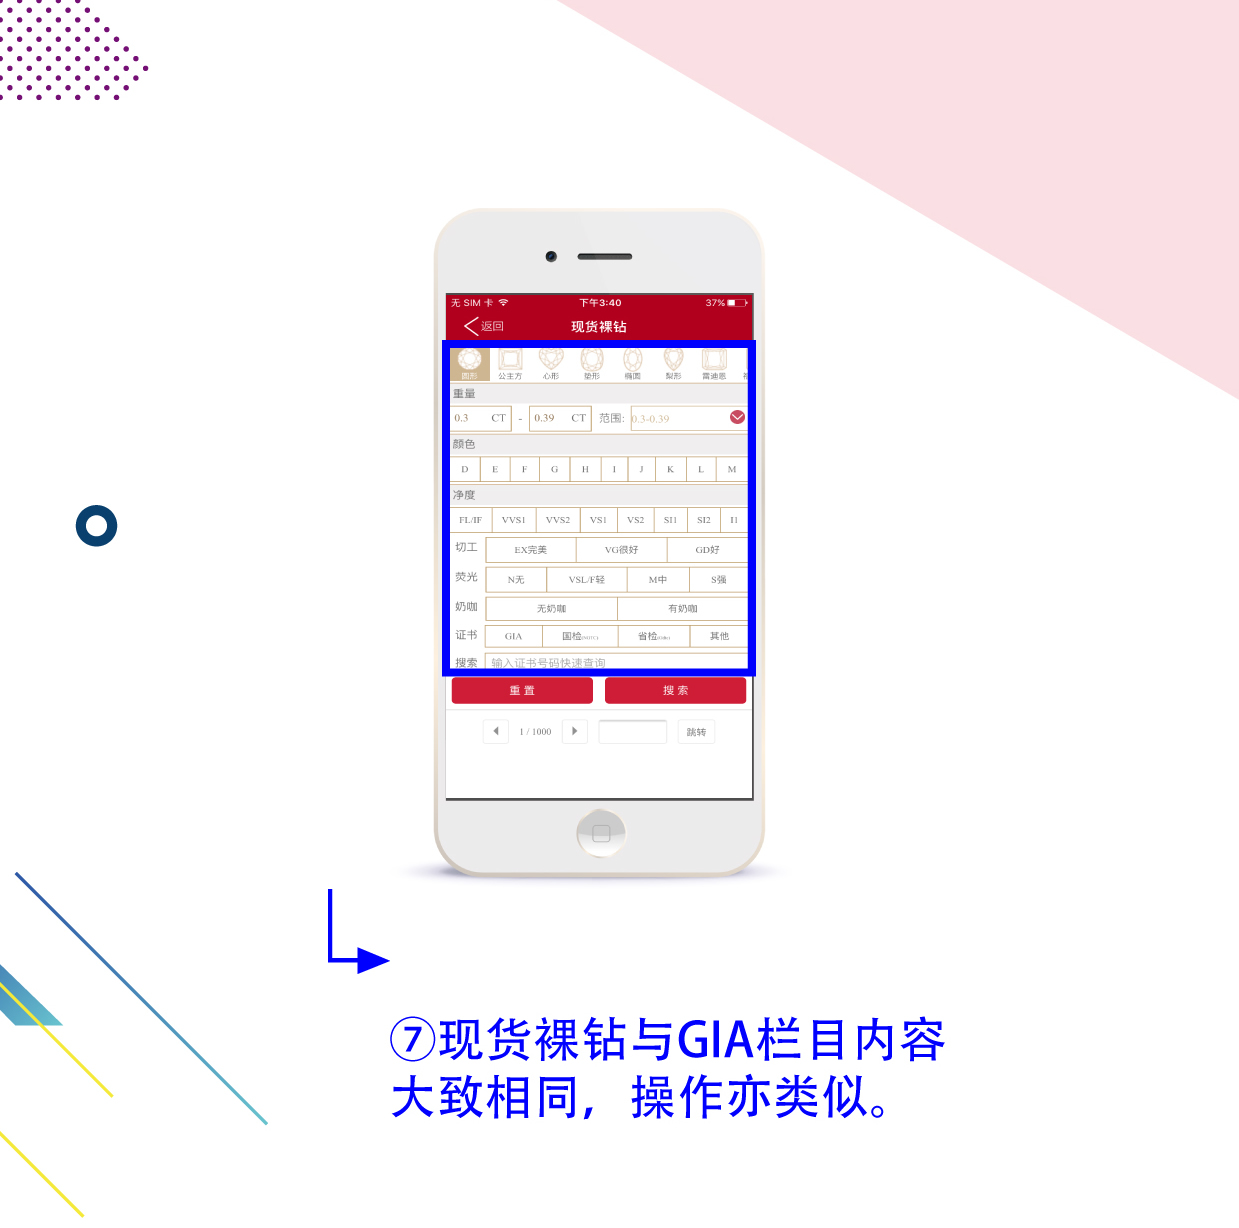 无 SIM 卡 下午3:40 37%
返回 现货裸钻
圆形 公主方 心形 垫形 椭圆 梨形 雷迪恩
重量
0.3 CT - 0.39 CT 范围: 0.3-0.39
顏色
D E F G H I J K L M
净度
FL/IF VVS1 VVS2 VS1 VS2 SI1 SI2 I1
切工 EX完美 VG很好 GD好
荧光 N无 VSL/F轻 M中 S强
奶咖 无奶咖 有奶咖
证书 GIA 国检(NGTC) 省检 其他
搜索 输入证书号码快速查询
重 置 搜 索
1 / 1000 跳转
⑦现货裸钻与GIA栏目内容
大致相同，操作亦类似。